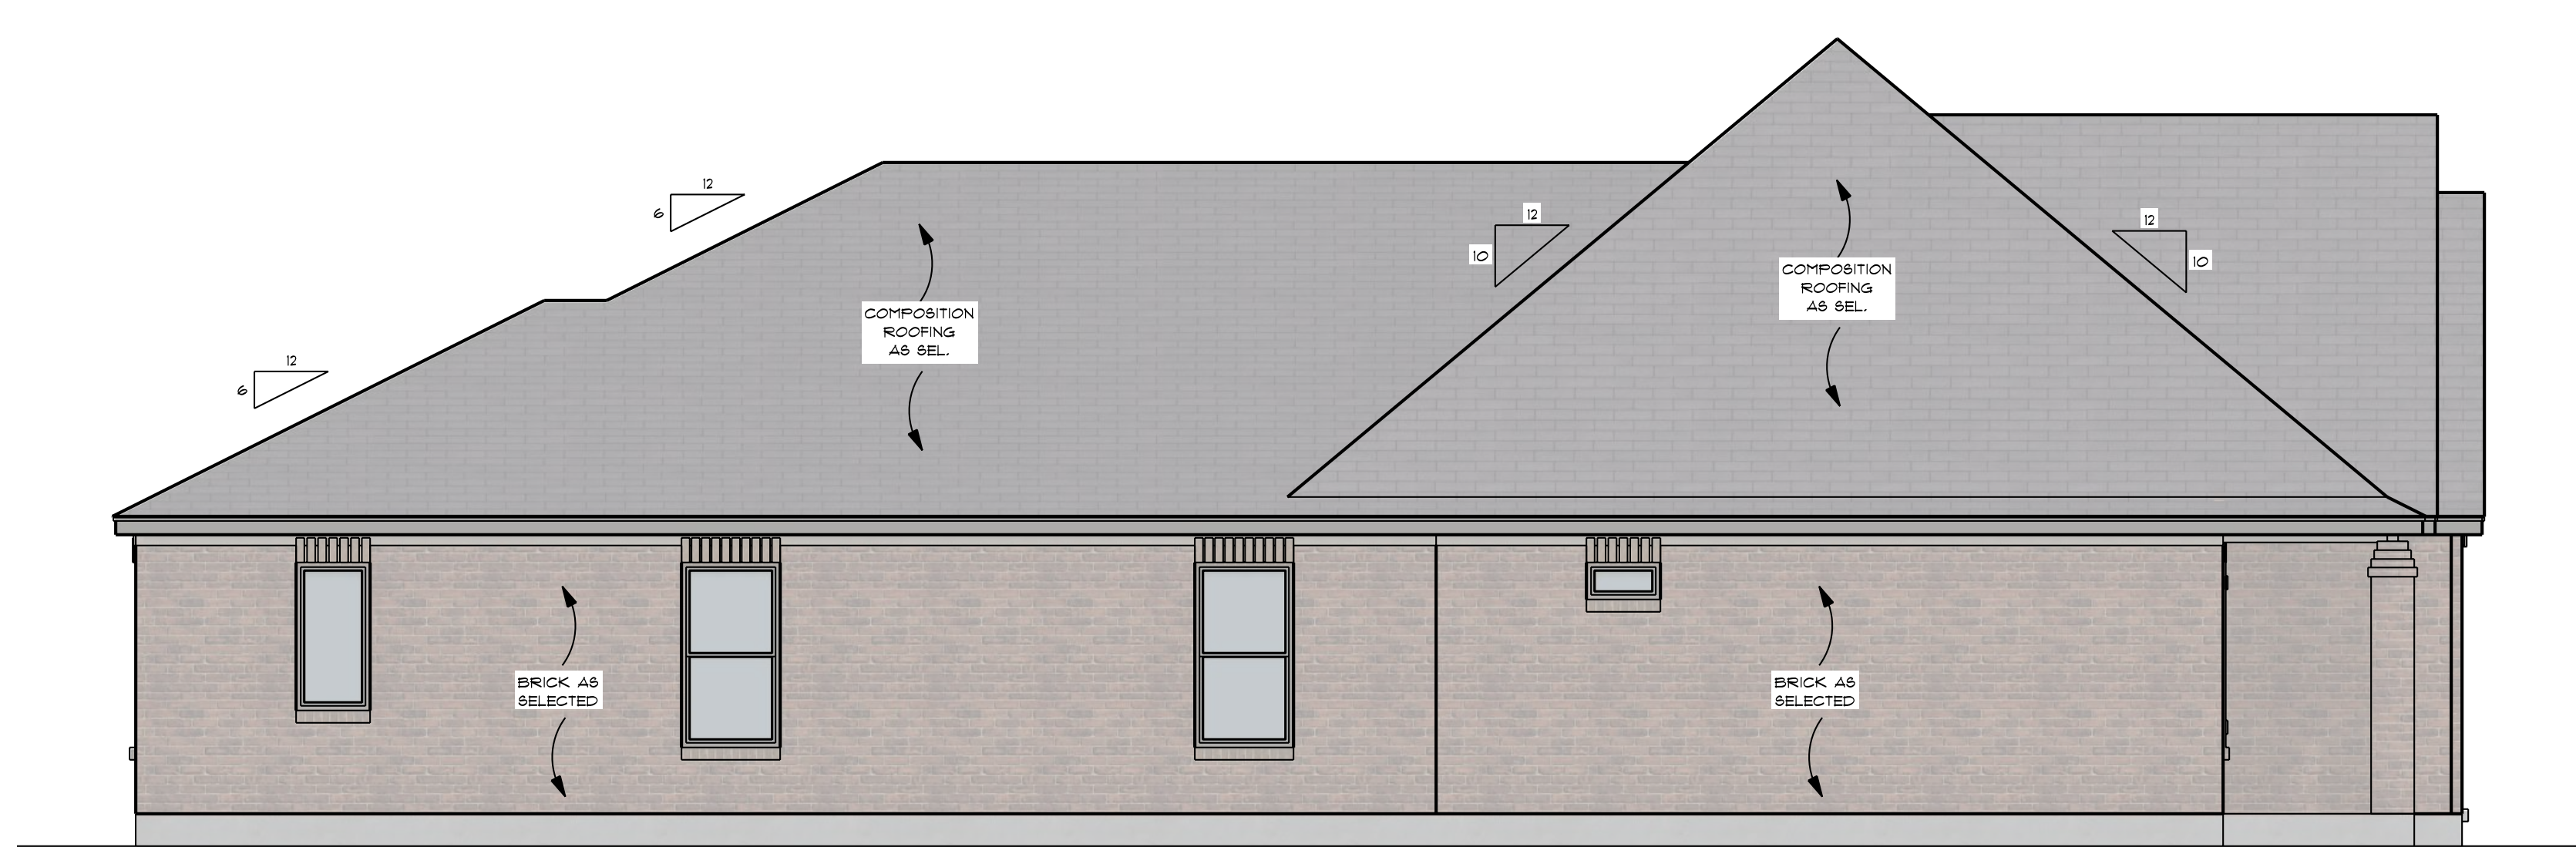 12
6
12
6
COMPOSITION
ROOFING
AS SEL.
12
10
COMPOSITION
ROOFING
AS SEL.
12
10
BRICK AS
SELECTED
BRICK AS
SELECTED